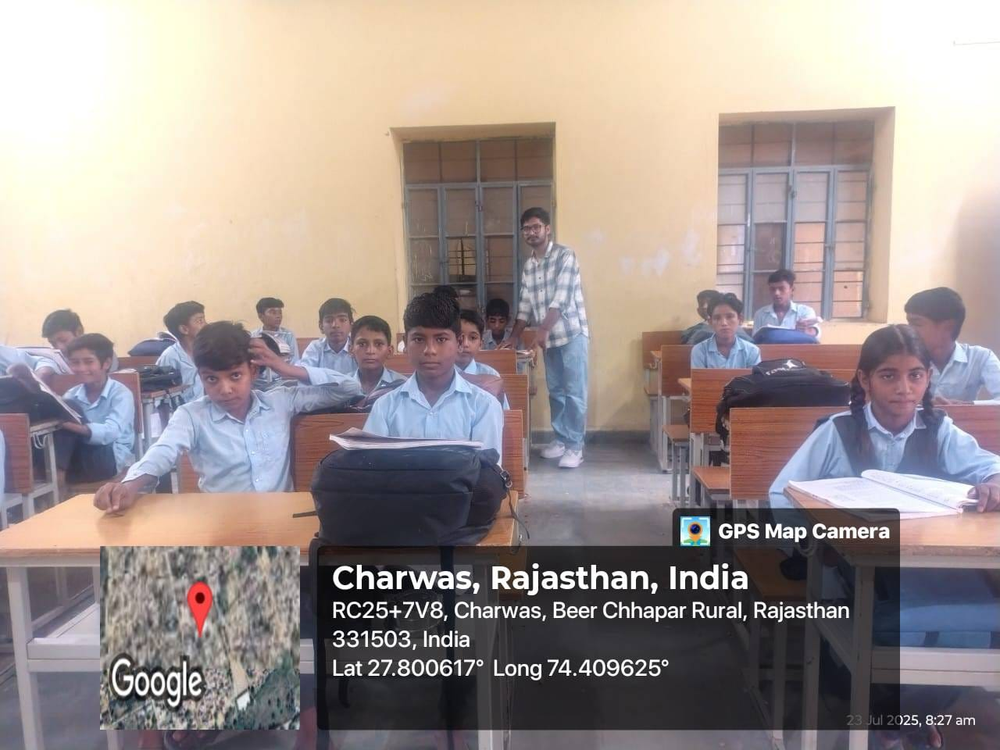 GPS Map Camera
Charwas, Rajasthan, India
RC25+7V8, Charwas, Beer Chhapar Rural, Rajasthan
331503, India
Lat 27.800617° Long 74.409625°
Google
23 Jul 2025, 8:27 am